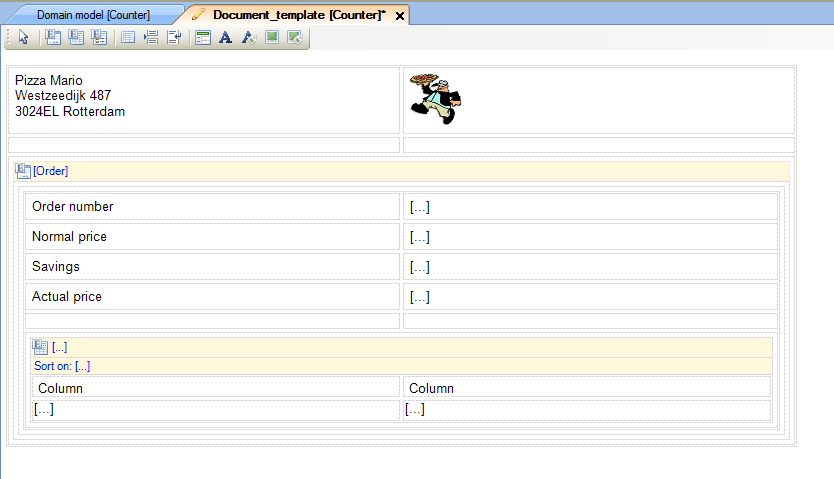 Domain model [Counter]
Document_template [Counter]*
Pizza Mario
Westzeedijk 487
3024EL Rotterdam
[Order]
Order number
[...]
Normal price
[...]
Savings
[...]
Actual price
[...]
[...]
Sort on: [...]
Column
Column
[...]
[...]